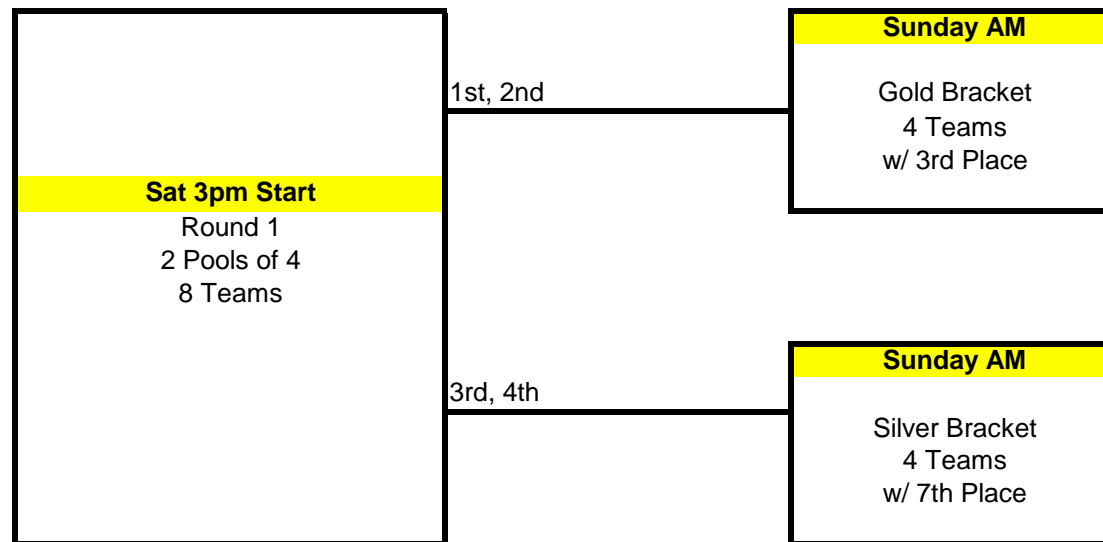 Sat 3pm Start
Round 1
2 Pools of 4
8 Teams
1st, 2nd
3rd, 4th
Sunday AM
Gold Bracket
4 Teams
w/ 3rd Place
Sunday AM
Silver Bracket
4 Teams
w/ 7th Place